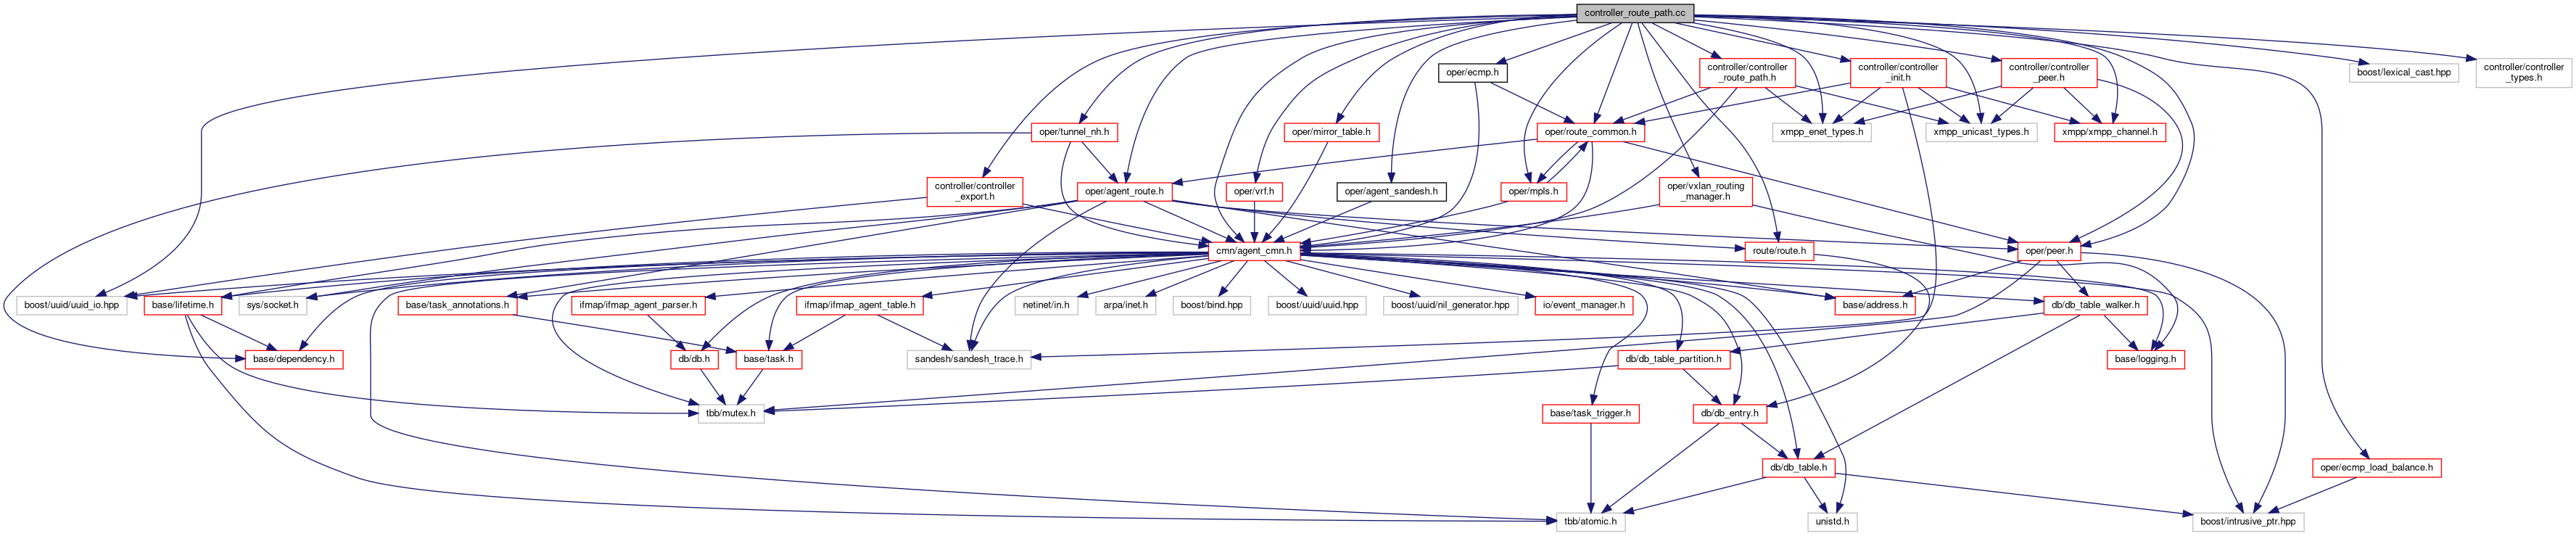 controller_route_path.cc
oper/ecmp.h
controller/controller
_route_path.h
controller/controller
_init.h
controller/controller
_peer.h
boost/lexical_cast.hpp
controller/controller
_types.h
oper/tunnel_nh.h
oper/mirror_table.h
oper/route_common.h
xmpp_enet_types.h
xmpp_unicast_types.h
xmpp/xmpp_channel.h
controller/controller
_export.h
oper/agent_route.h
oper/vrf.h
oper/agent_sandesh.h
oper/mpls.h
oper/vxlan_routing
_manager.h
cmn/agent_cmn.h
route/route.h
oper/peer.h
boost/uuid/uuid_io.hpp
base/lifetime.h
sys/socket.h
base/task_annotations.h
ifmap/ifmap_agent_parser.h
ifmap/ifmap_agent_table.h
netinet/in.h
arpa/inet.h
boost/bind.hpp
boost/uuid/uuid.hpp
boost/uuid/nil_generator.hpp
io/event_manager.h
base/address.h
db/db_table_walker.h
base/dependency.h
db/db.h
base/task.h
sandesh/sandesh_trace.h
db/db_table_partition.h
base/logging.h
tbb/mutex.h
base/task_trigger.h
db/db_entry.h
db/db_table.h
oper/ecmp_load_balance.h
tbb/atomic.h
unistd.h
boost/intrusive_ptr.hpp